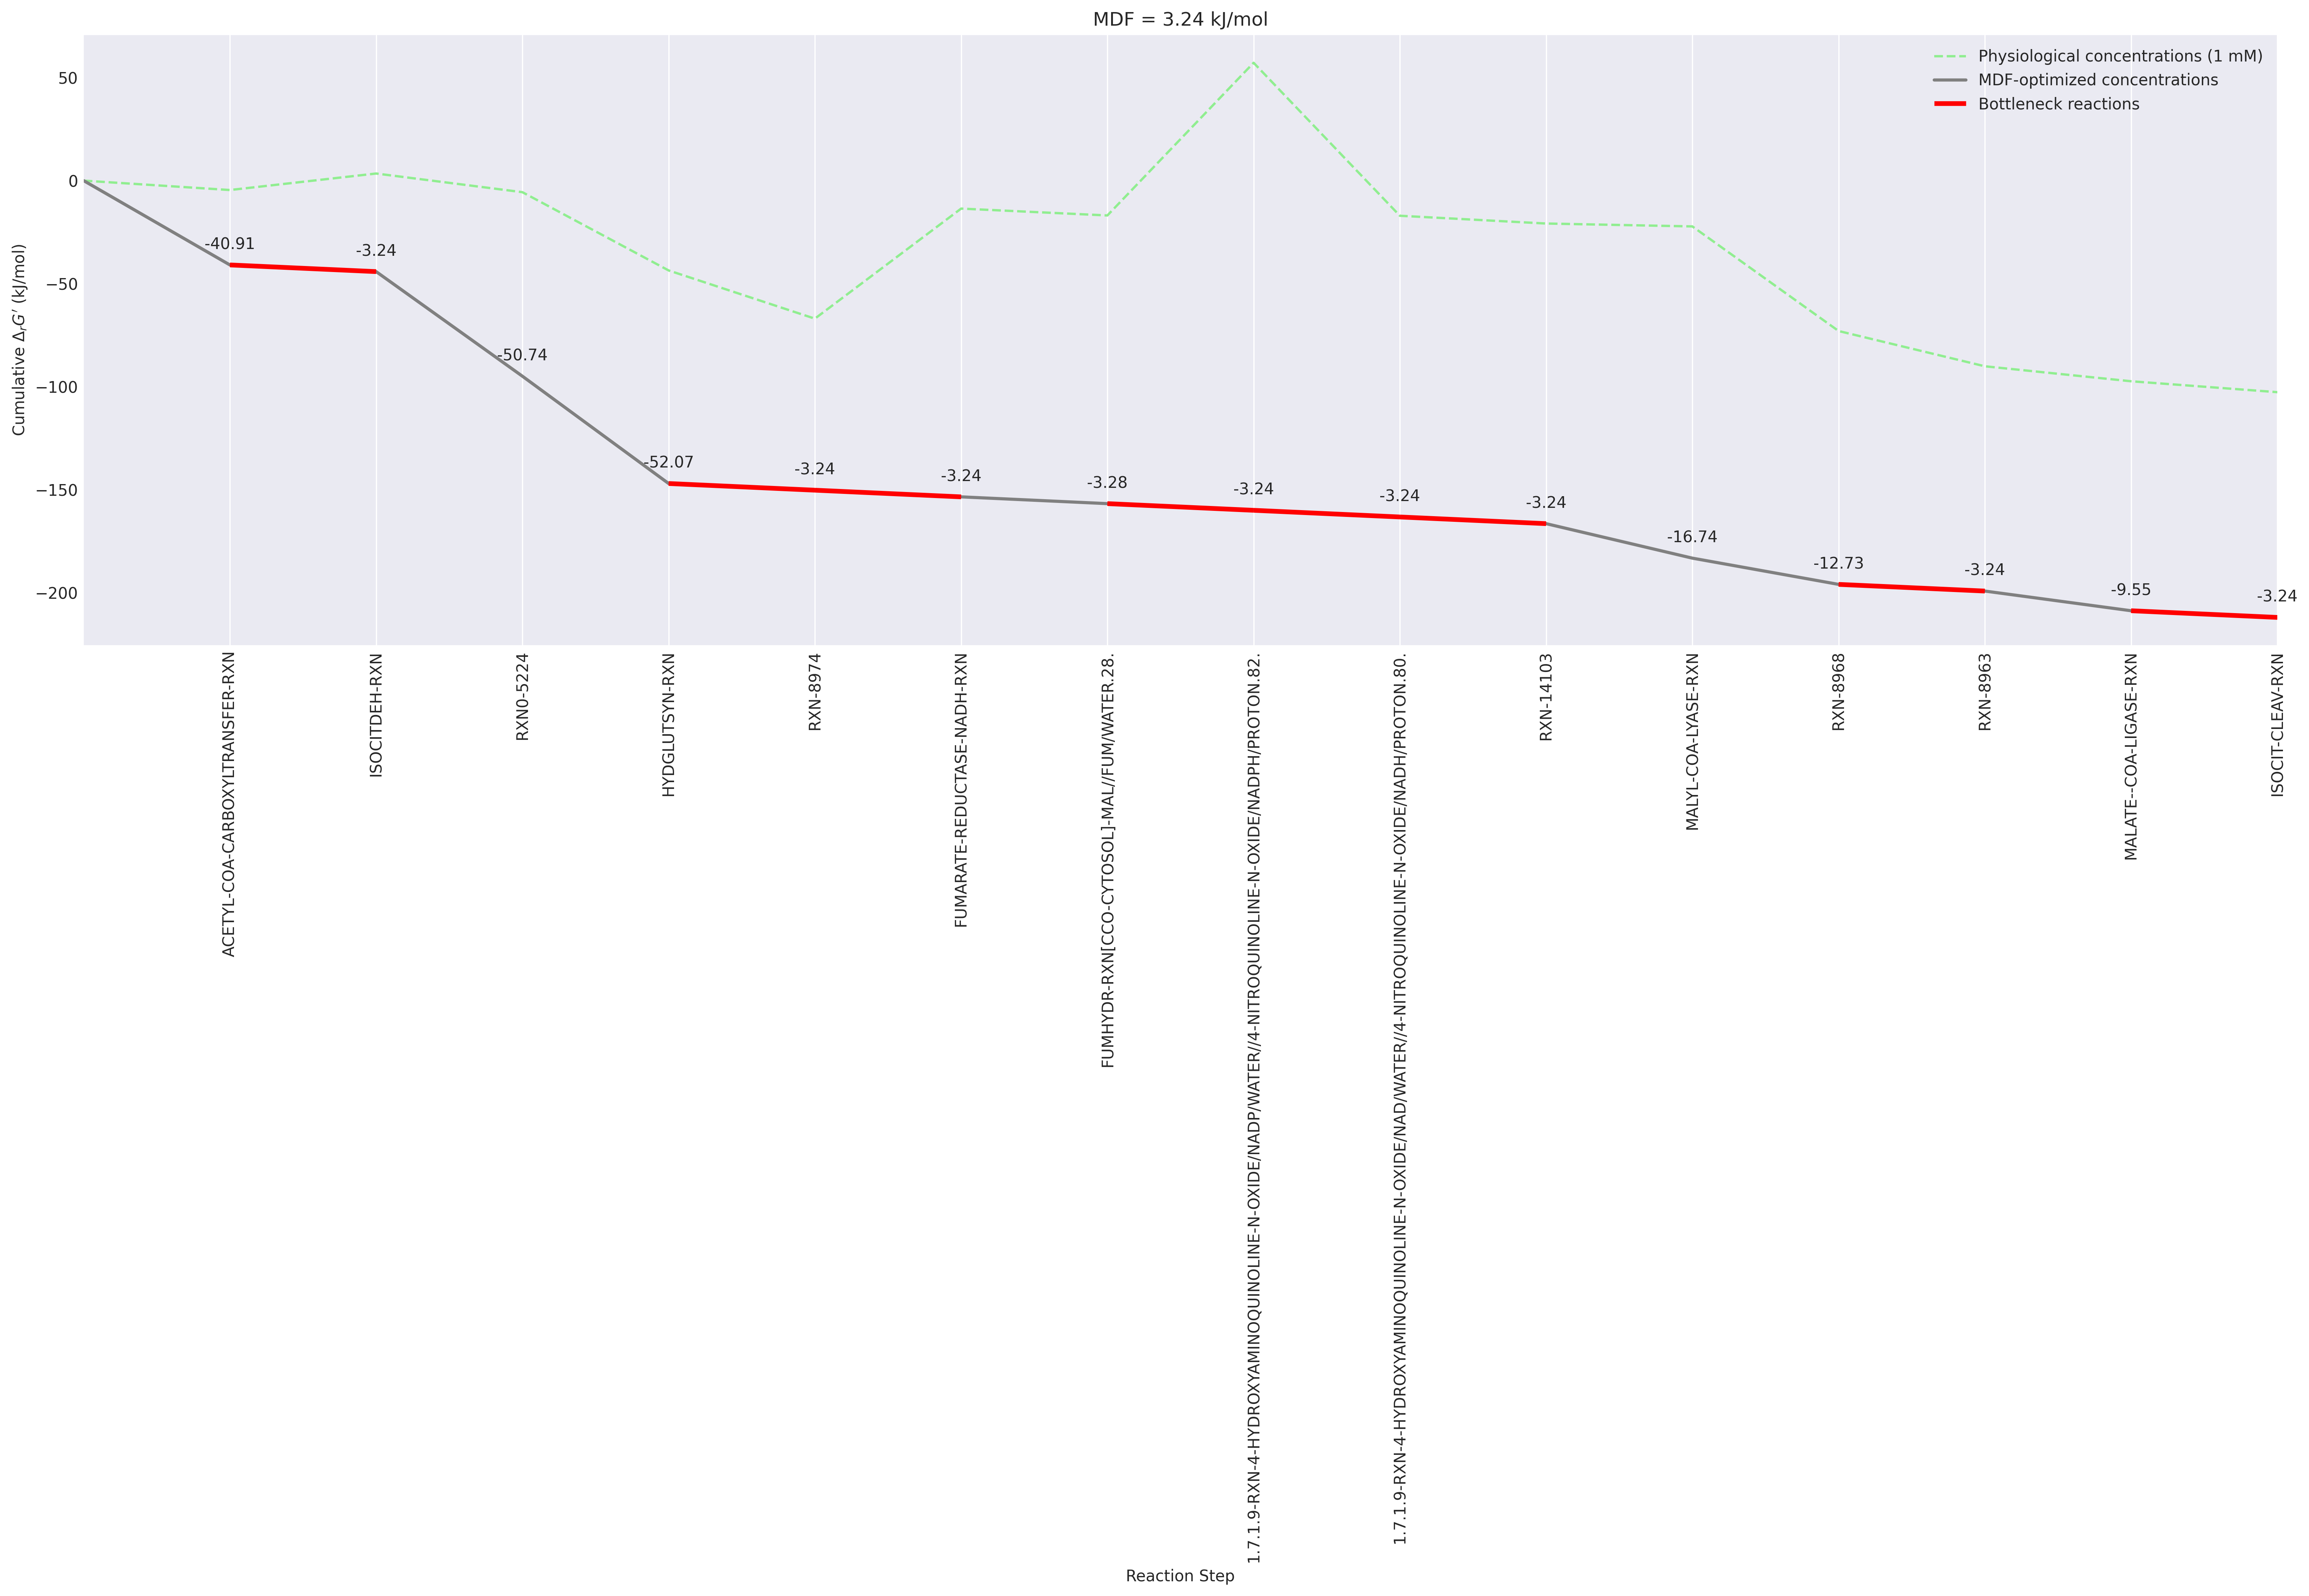 MDF = 3.24 kJ/mol
Physiological concentrations (1 mM)
MDF-optimized concentrations
Bottleneck reactions
Cumulative ΔrG′ (kJ/mol)
50
0
−50
−100
−150
−200
-40.91
-3.24
-50.74
-52.07
-3.24
-3.24
-3.28
-3.24
-3.24
-3.24
-16.74
-12.73
-3.24
-9.55
-3.24
ACETYL-COA-CARBOXYLTRANSFER-RXN
ISOCITDEH-RXN
RXN0-5224
HYDGLUTSYN-RXN
RXN-8974
FUMARATE-REDUCTASE-NADH-RXN
FUMHYDR-RXN[CCO-CYTOSOL]-MAL//FUM/WATER.28.
1.7.1.9-RXN-4-HYDROXYAMINOQUINOLINE-N-OXIDE/NADP/WATER//4-NITROQUINOLINE-N-OXIDE/NADPH/PROTON.82.
1.7.1.9-RXN-4-HYDROXYAMINOQUINOLINE-N-OXIDE/NAD/WATER//4-NITROQUINOLINE-N-OXIDE/NADH/PROTON.80.
RXN-14103
MALYL-COA-LYASE-RXN
RXN-8968
RXN-8963
MALATE--COA-LIGASE-RXN
ISOCIT-CLEAV-RXN
Reaction Step